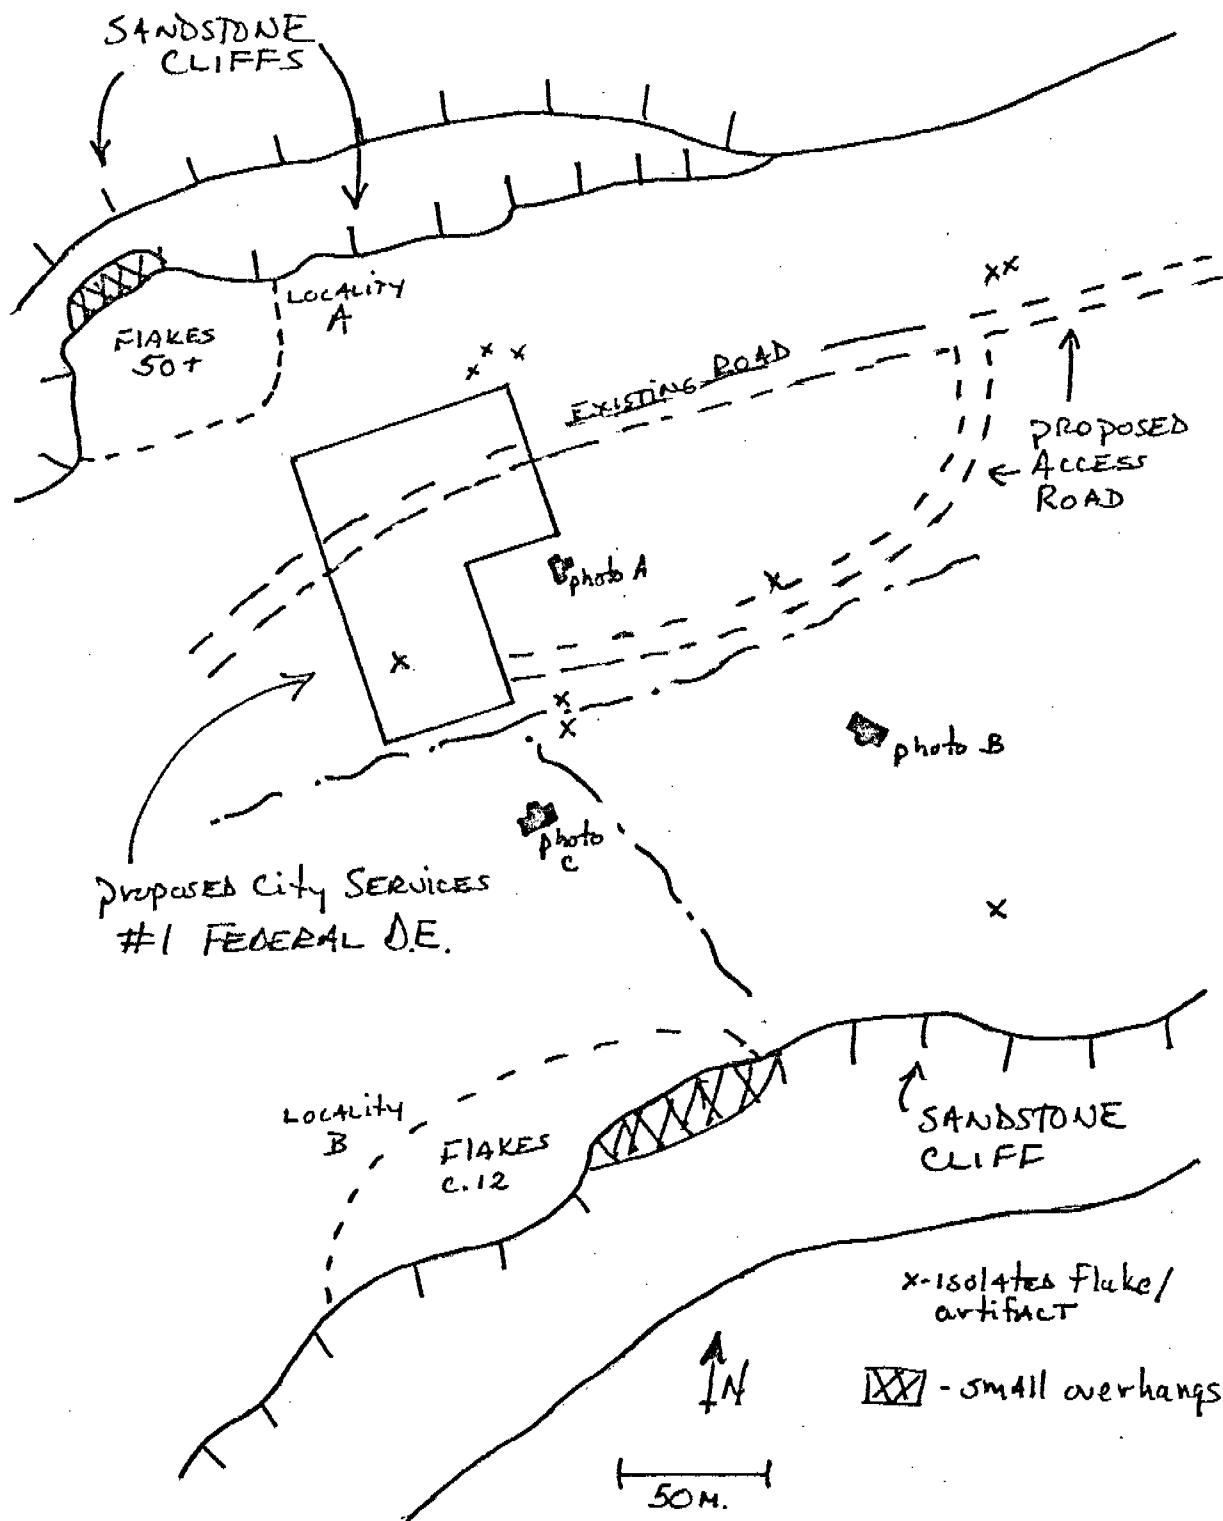 SANDSTONE
CLIFFS
LOCALITY
A
FLAKES
50+
EXISTING ROAD
PROPOSED
ACCESS
ROAD
photo A
photo B
photo
C
proposed City SERVICES
#1 FEDERAL D.E.
LOCALITY
B
FLAKES
c.12
SANDSTONE
CLIFF
x-isolated flake/
artifact
- small overhangs
N
50 M.